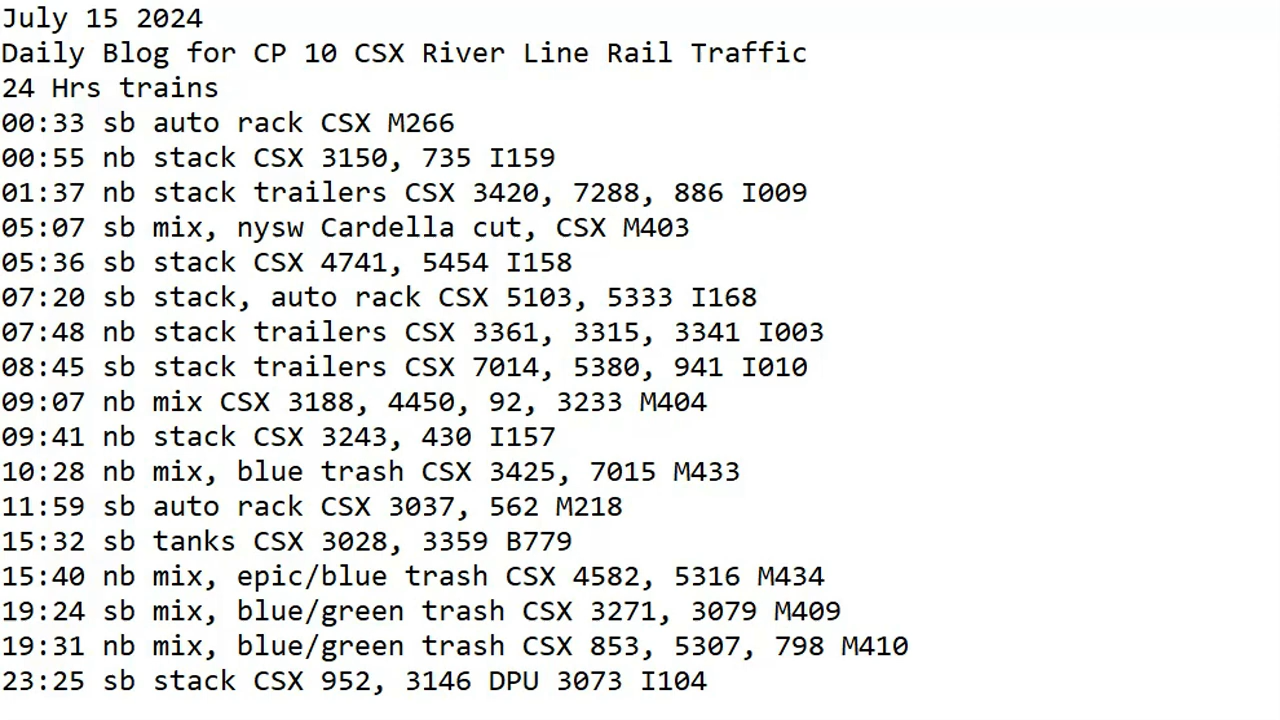 July 15 2024
Daily Blog for CP 10 CSX River Line Rail Traffic
24 Hrs trains
00:33 sb auto rack CSX M266
00:55 nb stack CSX 3150, 735 I159
01:37 nb stack trailers CSX 3420, 7288, 886 I009
05:07 sb mix, nysw Cardella cut, CSX M403
05:36 sb stack CSX 4741, 5454 I158
07:20 sb stack, auto rack CSX 5103, 5333 I168
07:48 nb stack trailers CSX 3361, 3315, 3341 I003
08:45 sb stack trailers CSX 7014, 5380, 941 I010
09:07 nb mix CSX 3188, 4450, 92, 3233 M404
09:41 nb stack CSX 3243, 430 I157
10:28 nb mix, blue trash CSX 3425, 7015 M433
11:59 sb auto rack CSX 3037, 562 M218
15:32 sb tanks CSX 3028, 3359 B779
15:40 nb mix, epic/blue trash CSX 4582, 5316 M434
19:24 sb mix, blue/green trash CSX 3271, 3079 M409
19:31 nb mix, blue/green trash CSX 853, 5307, 798 M410
23:25 sb stack CSX 952, 3146 DPU 3073 I104